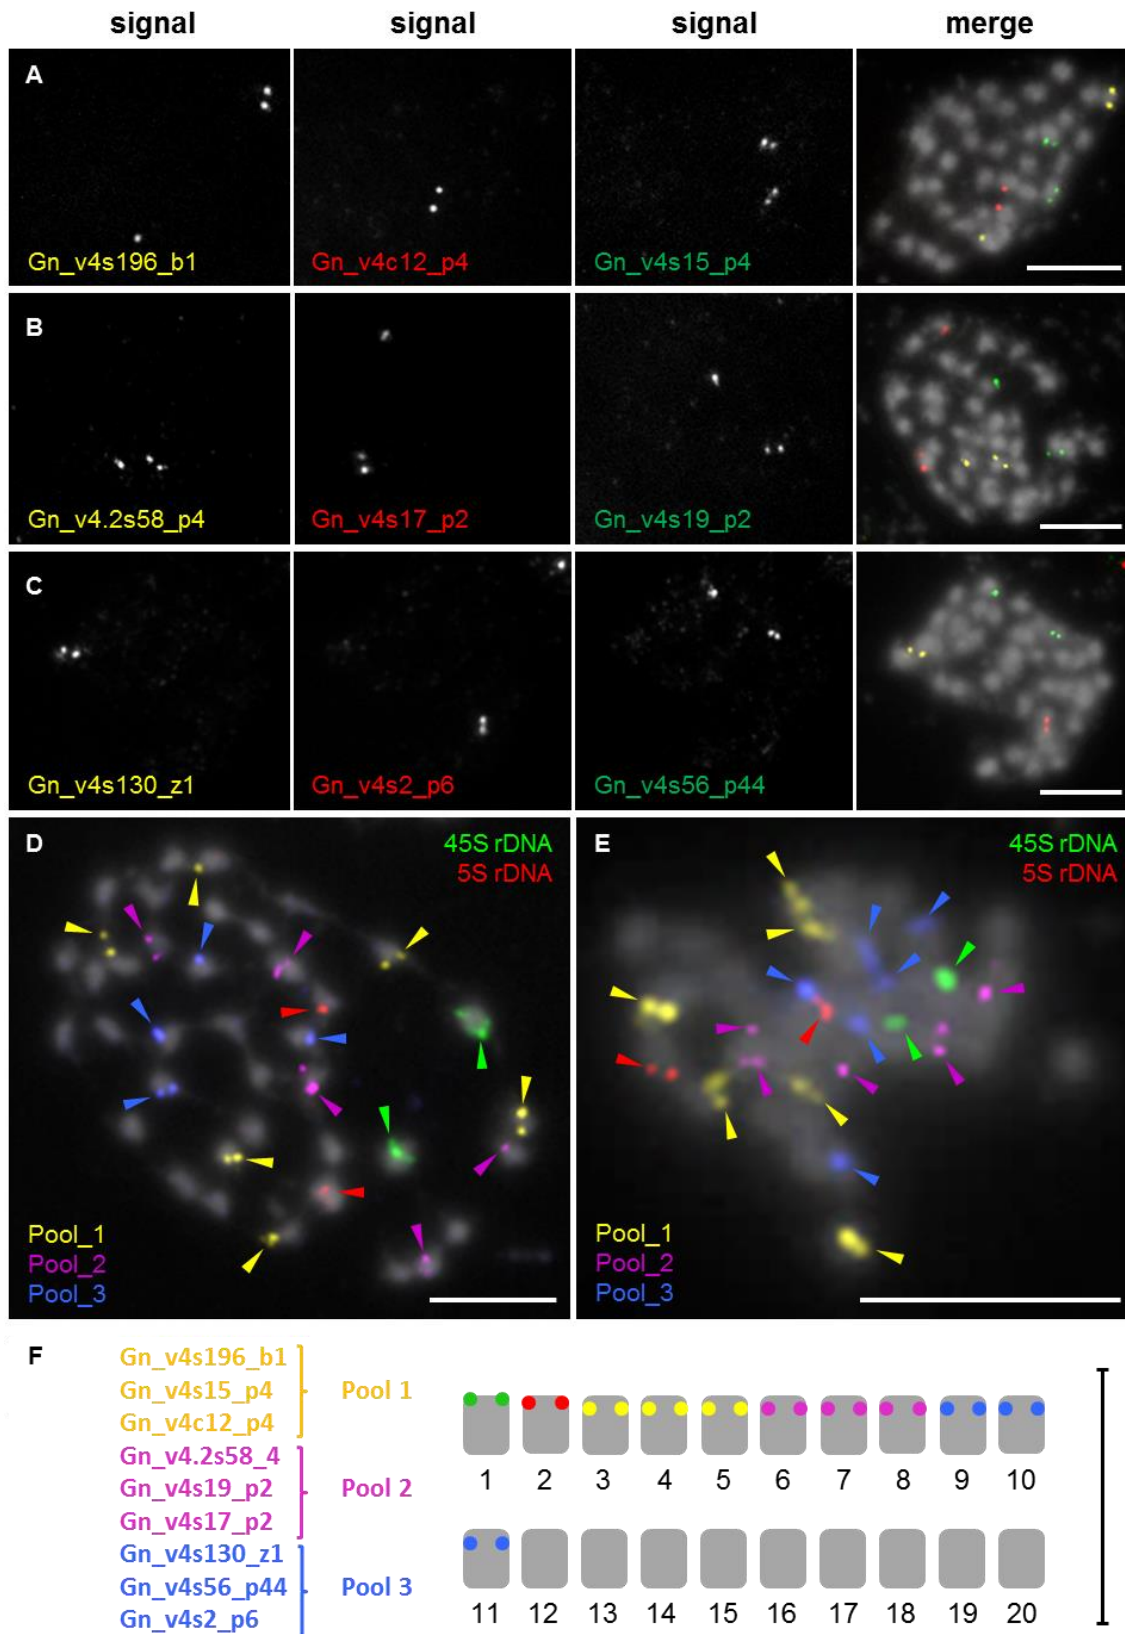 signal signal signal merge
A
Gn_v4s196_b1 Gn_v4c12_p4 Gn_v4s15_p4
B
Gn_v4.2s58_p4 Gn_v4s17_p2 Gn_v4s19_p2
C
Gn_v4s130_z1 Gn_v4s2_p6 Gn_v4s56_p44
D
45S rDNA
5S rDNA
Pool_1
Pool_2
Pool_3
E
45S rDNA
5S rDNA
Pool_1
Pool_2
Pool_3
F
Gn_v4s196_b1
Gn_v4s15_p4 Pool 1
Gn_v4c12_p4
Gn_v4.2s58_4
Gn_v4s19_p2 Pool 2
Gn_v4s17_p2
Gn_v4s130_z1
Gn_v4s56_p44 Pool 3
Gn_v4s2_p6
1 2 3 4 5 6 7 8 9 10
11 12 13 14 15 16 17 18 19 20